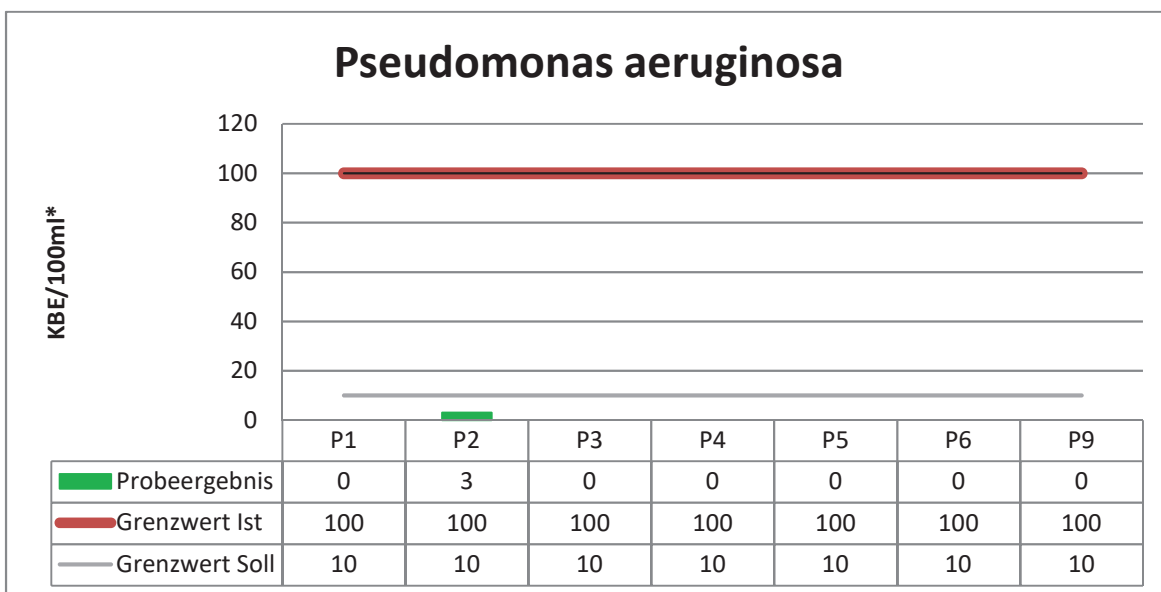 Pseudomonas aeruginosa
KBE/100ml*
120
100
80
60
40
20
0
P1 P2 P3 P4 P5 P6 P9
Probeergebnis 0 3 0 0 0 0 0
Grenzwert Ist 100 100 100 100 100 100 100
Grenzwert Soll 10 10 10 10 10 10 10